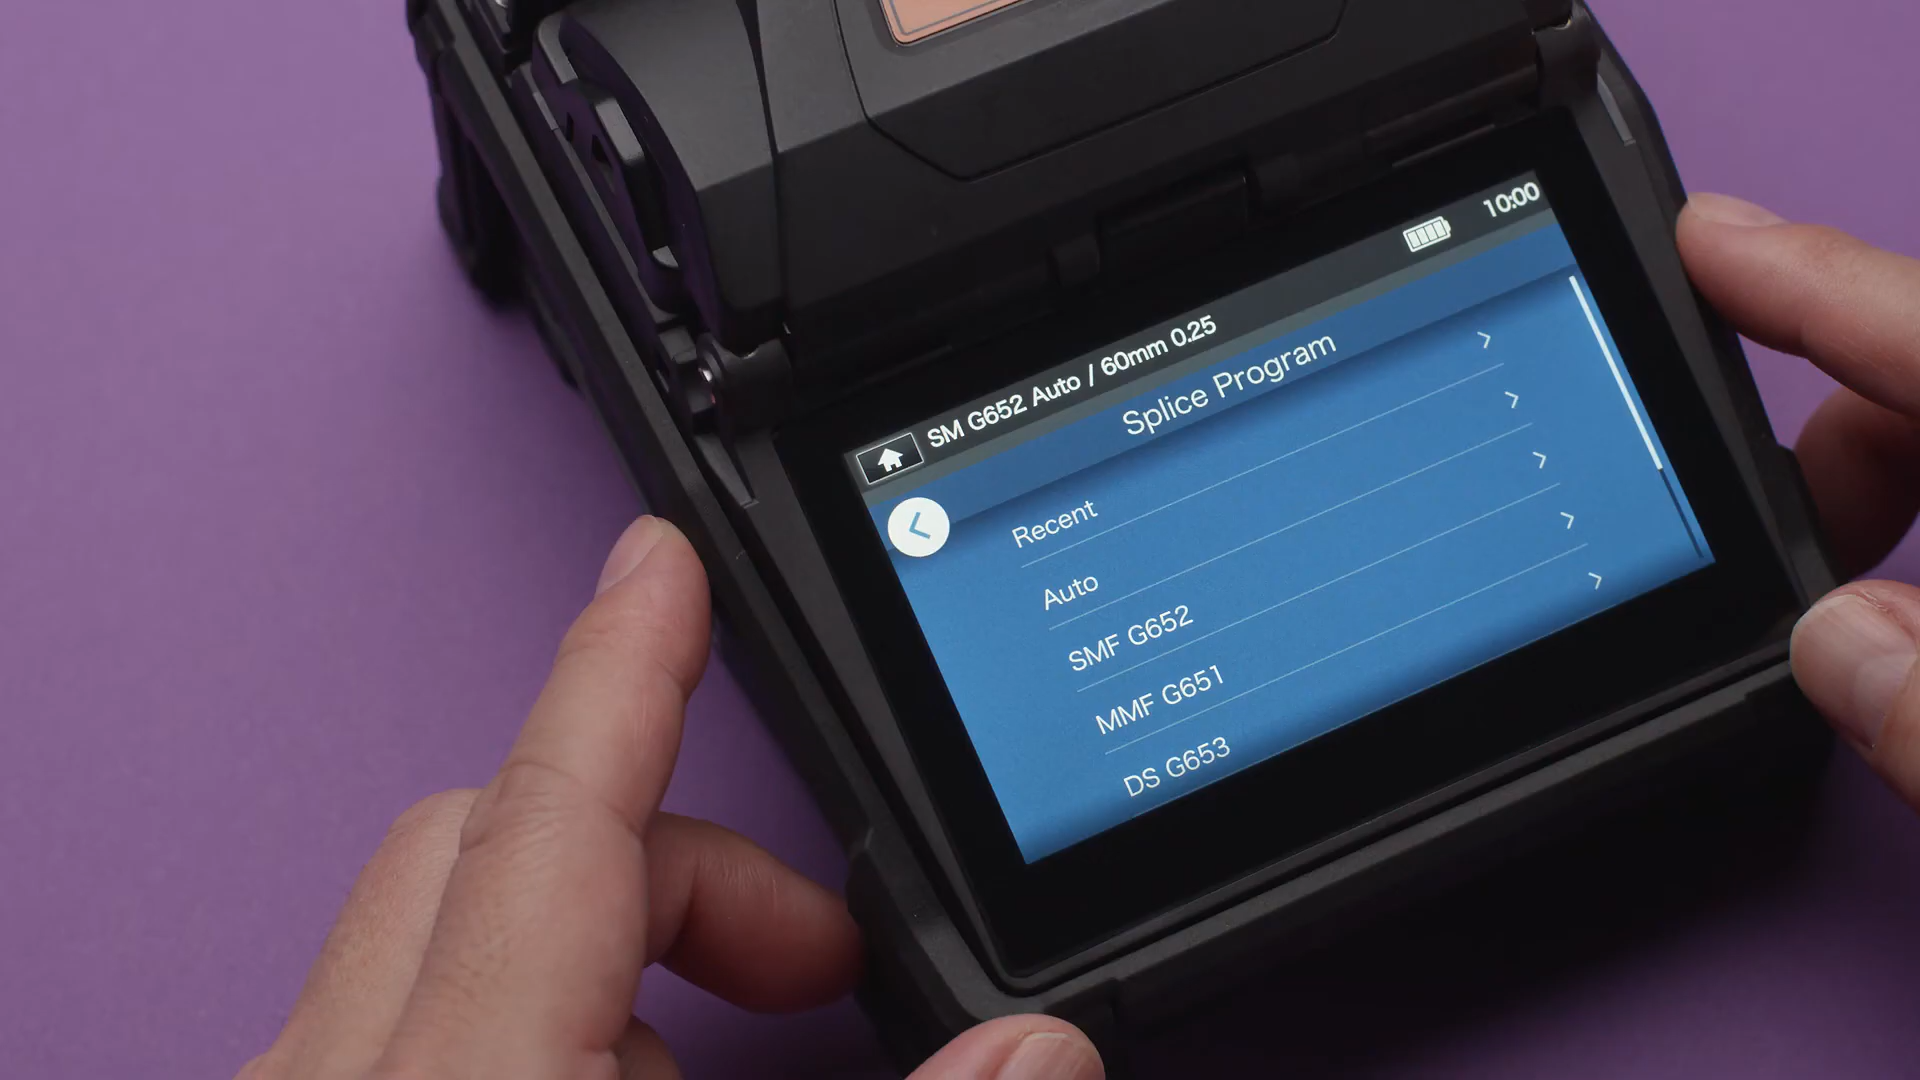 10:00
SM G652 Auto / 60mm 0.25
Splice Program
Recent
Auto
SMF G652
MMF G651
DS G653